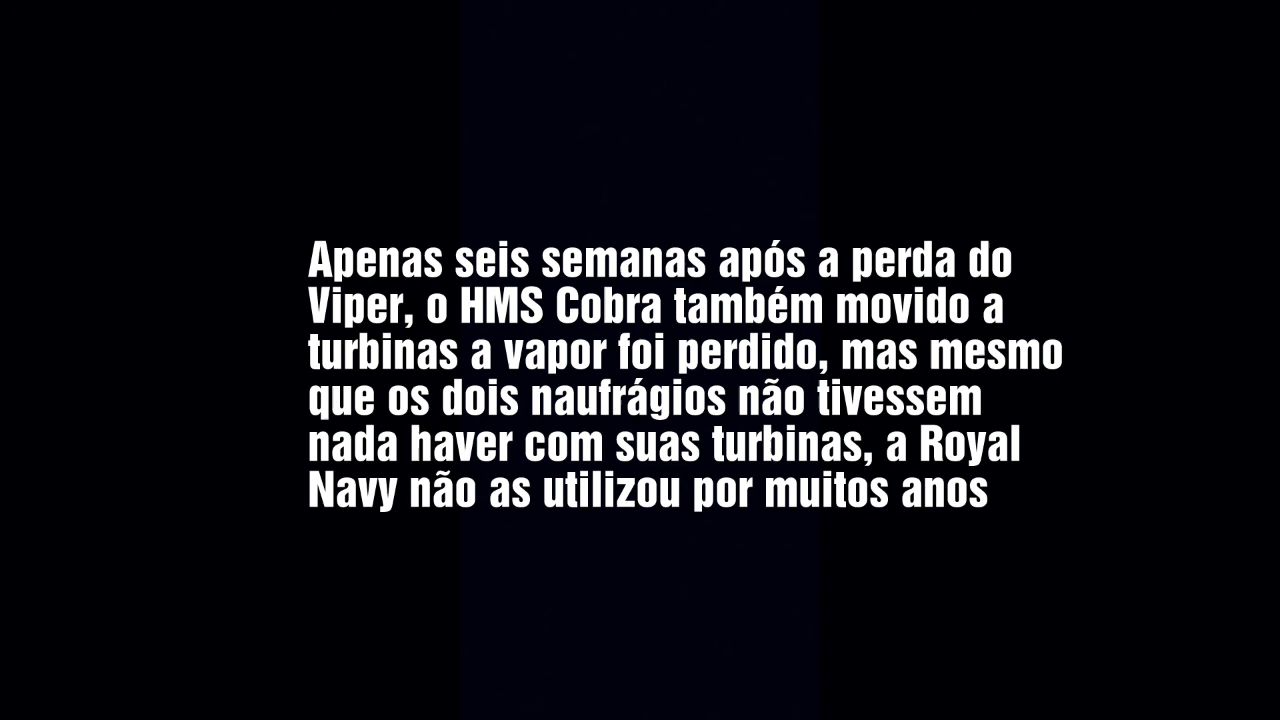 Apenas seis semanas após a perda do
Viper, o HMS Cobra também movido a
turbinas a vapor foi perdido, mas mesmo
que os dois naufrágios não tivessem
nada haver com suas turbinas, a Royal
Navy não as utilizou por muitos anos